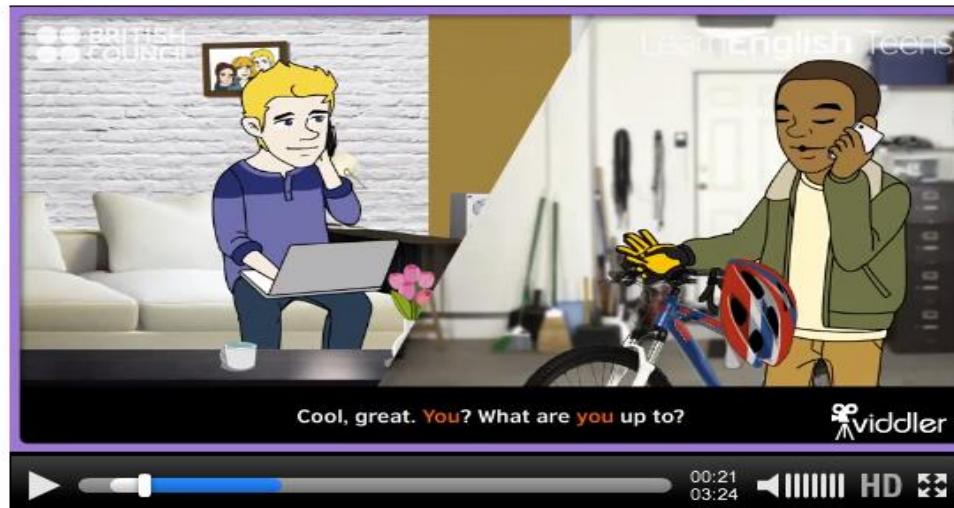 BRITISH
COUNCIL
LearnEnglish Teens
Cool, great. You? What are you up to?
viddler
00:21
03:24
HD